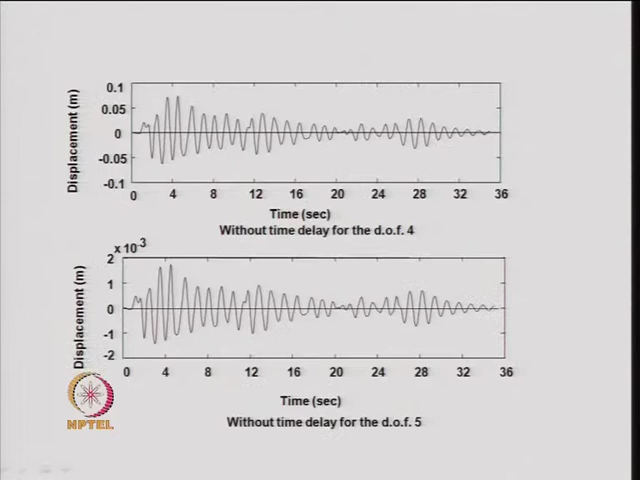 0.1
0.05
0
-0.05
-0.1
Displacement (m)
0 4 8 12 16 20 24 28 32 36
Time (sec)
Without time delay for the d.o.f. 4
x 10-3
2
1
0
-1
-2
Displacement (m)
0 4 8 12 16 20 24 28 32 36
Time (sec)
Without time delay for the d.o.f. 5
NPTEL